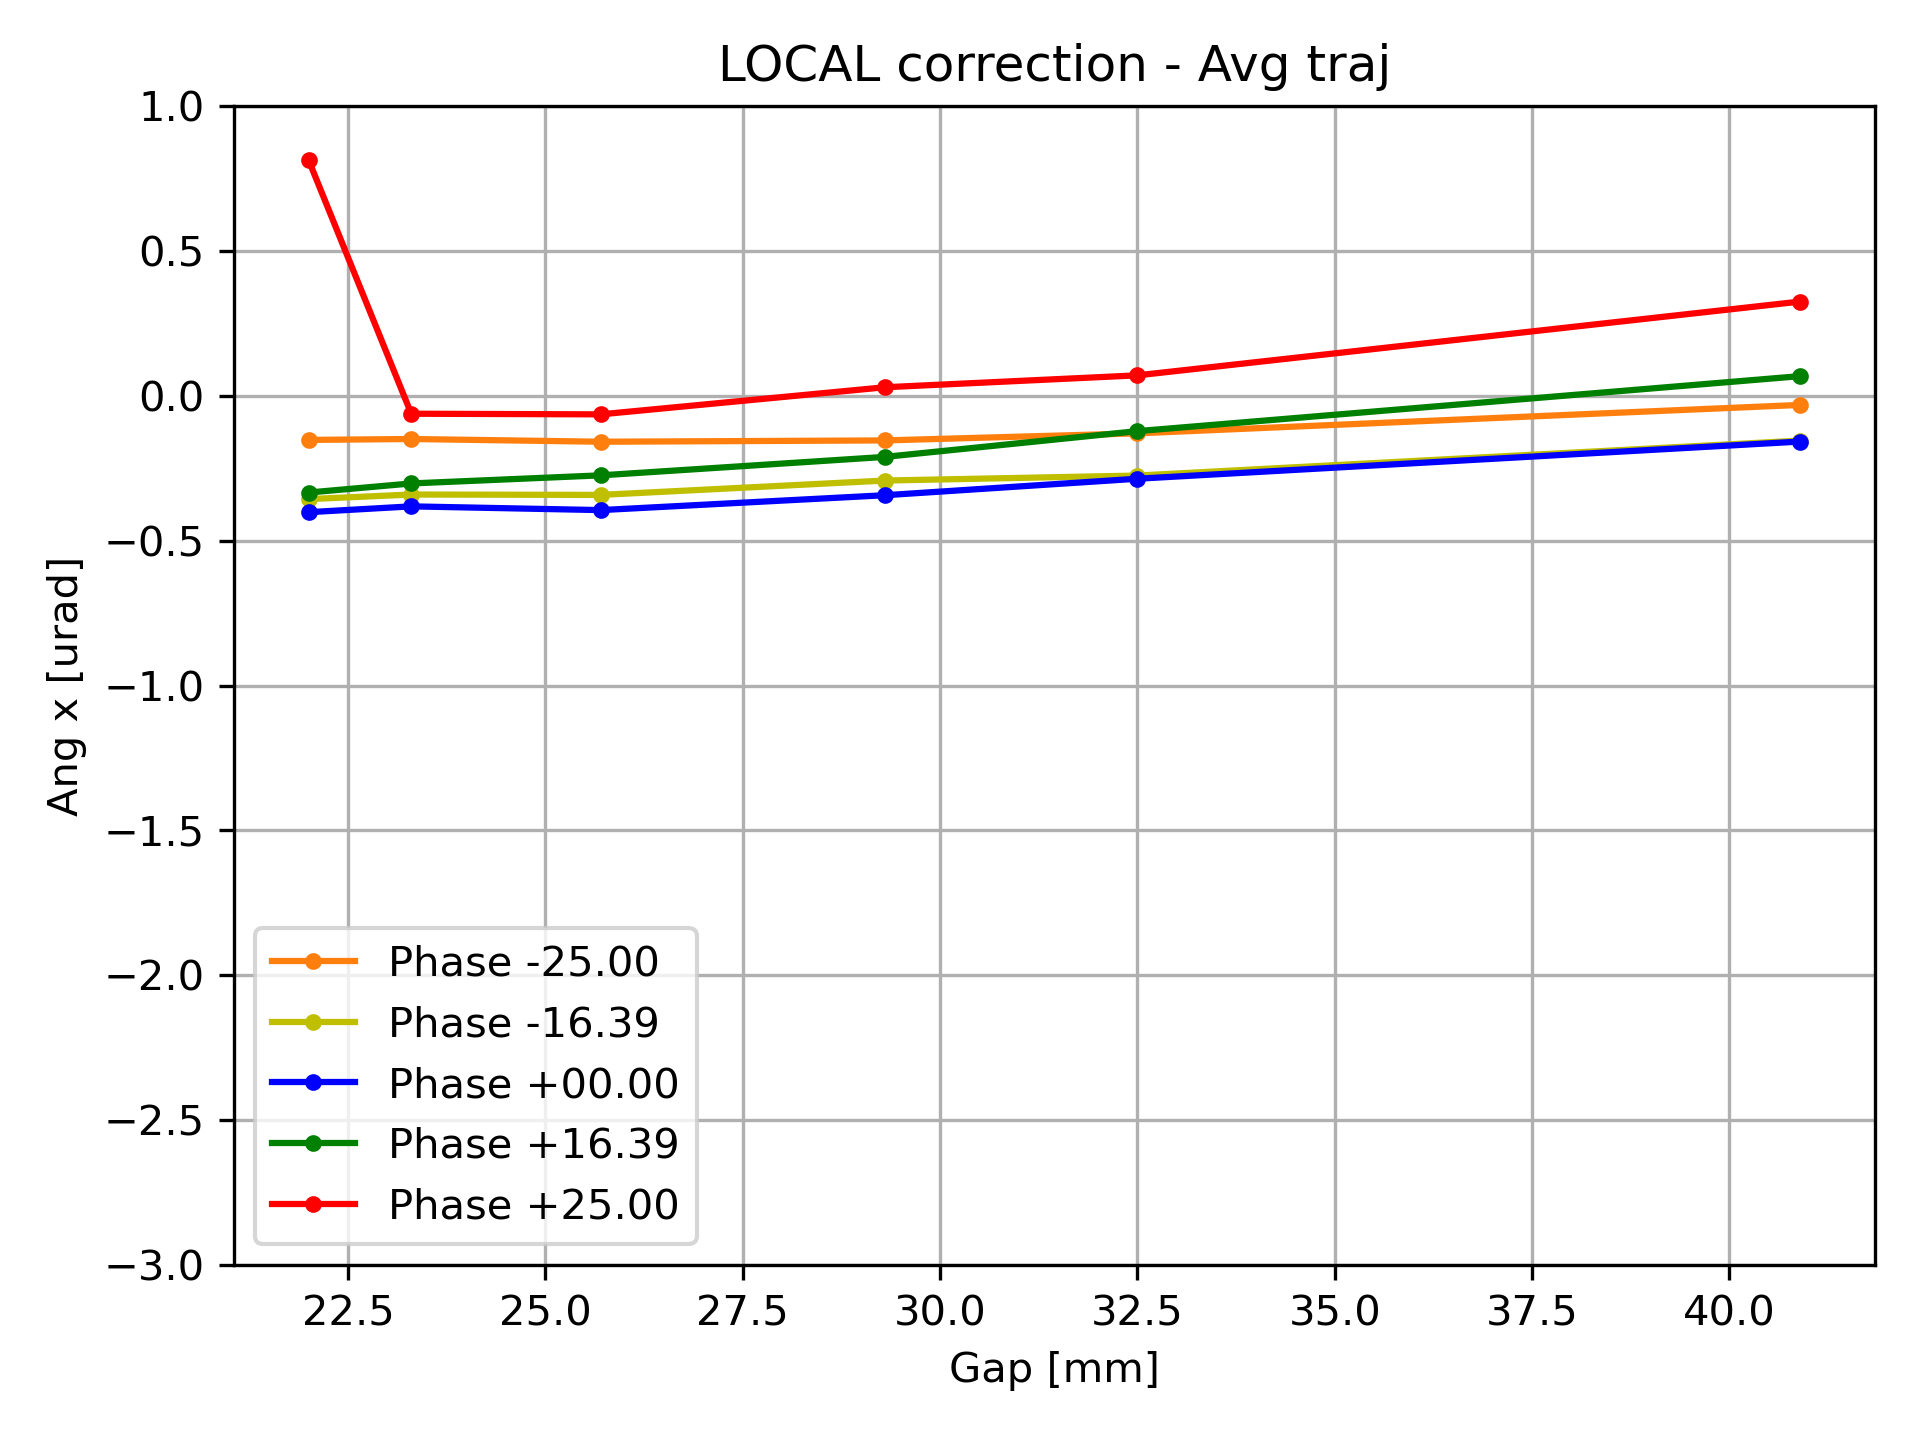 LOCAL correction - Avg traj
1.0
0.5
0.0
−0.5
−1.0
−1.5
−2.0
−2.5
−3.0
Ang x [urad]
Phase -25.00
Phase -16.39
Phase +00.00
Phase +16.39
Phase +25.00
22.5 25.0 27.5 30.0 32.5 35.0 37.5 40.0
Gap [mm]